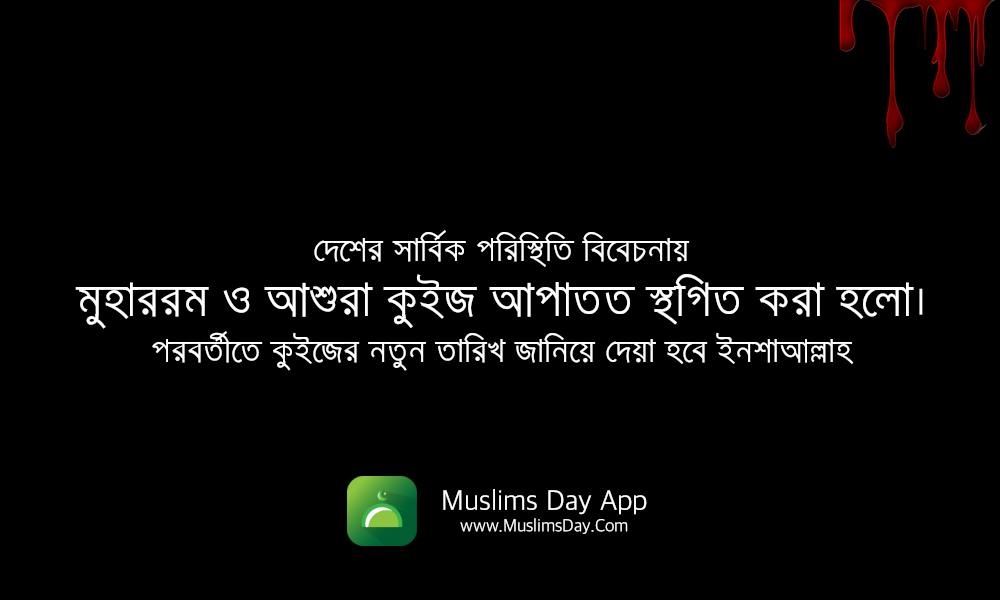 দেশের সার্বিক পরিস্থিতি বিবেচনায়
মুহাররম ও আশুরা কুইজ আপাতত স্থগিত করা হলো।
পরবর্তীতে কুইজের নতুন তারিখ জানিয়ে দেয়া হবে ইনশাআল্লাহ
Muslims Day App
www.MuslimsDay.Com